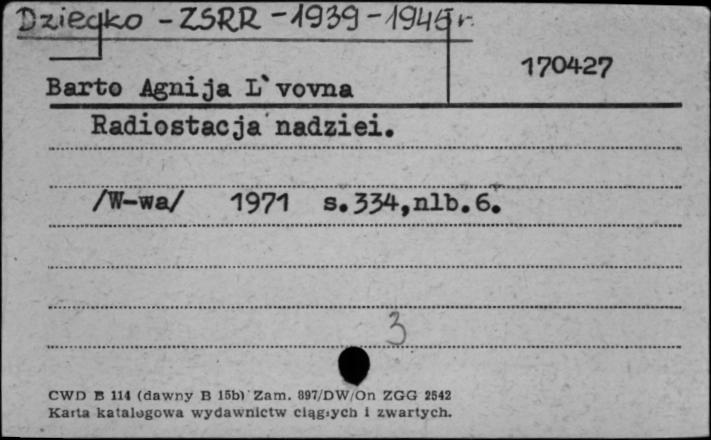 Dziecko - ZSRR - 1939-1945 r.
170427
Barto Agnija L`vovna
Radiostacja nadziei.
/W-wa/ 1971 s.334,nlb.6.
3
CWD B 114 (dawny B 15b) Zam. 897/DW/On ZGG 2542
Karta katalogowa wydawnictw ciągłych i zwartych.